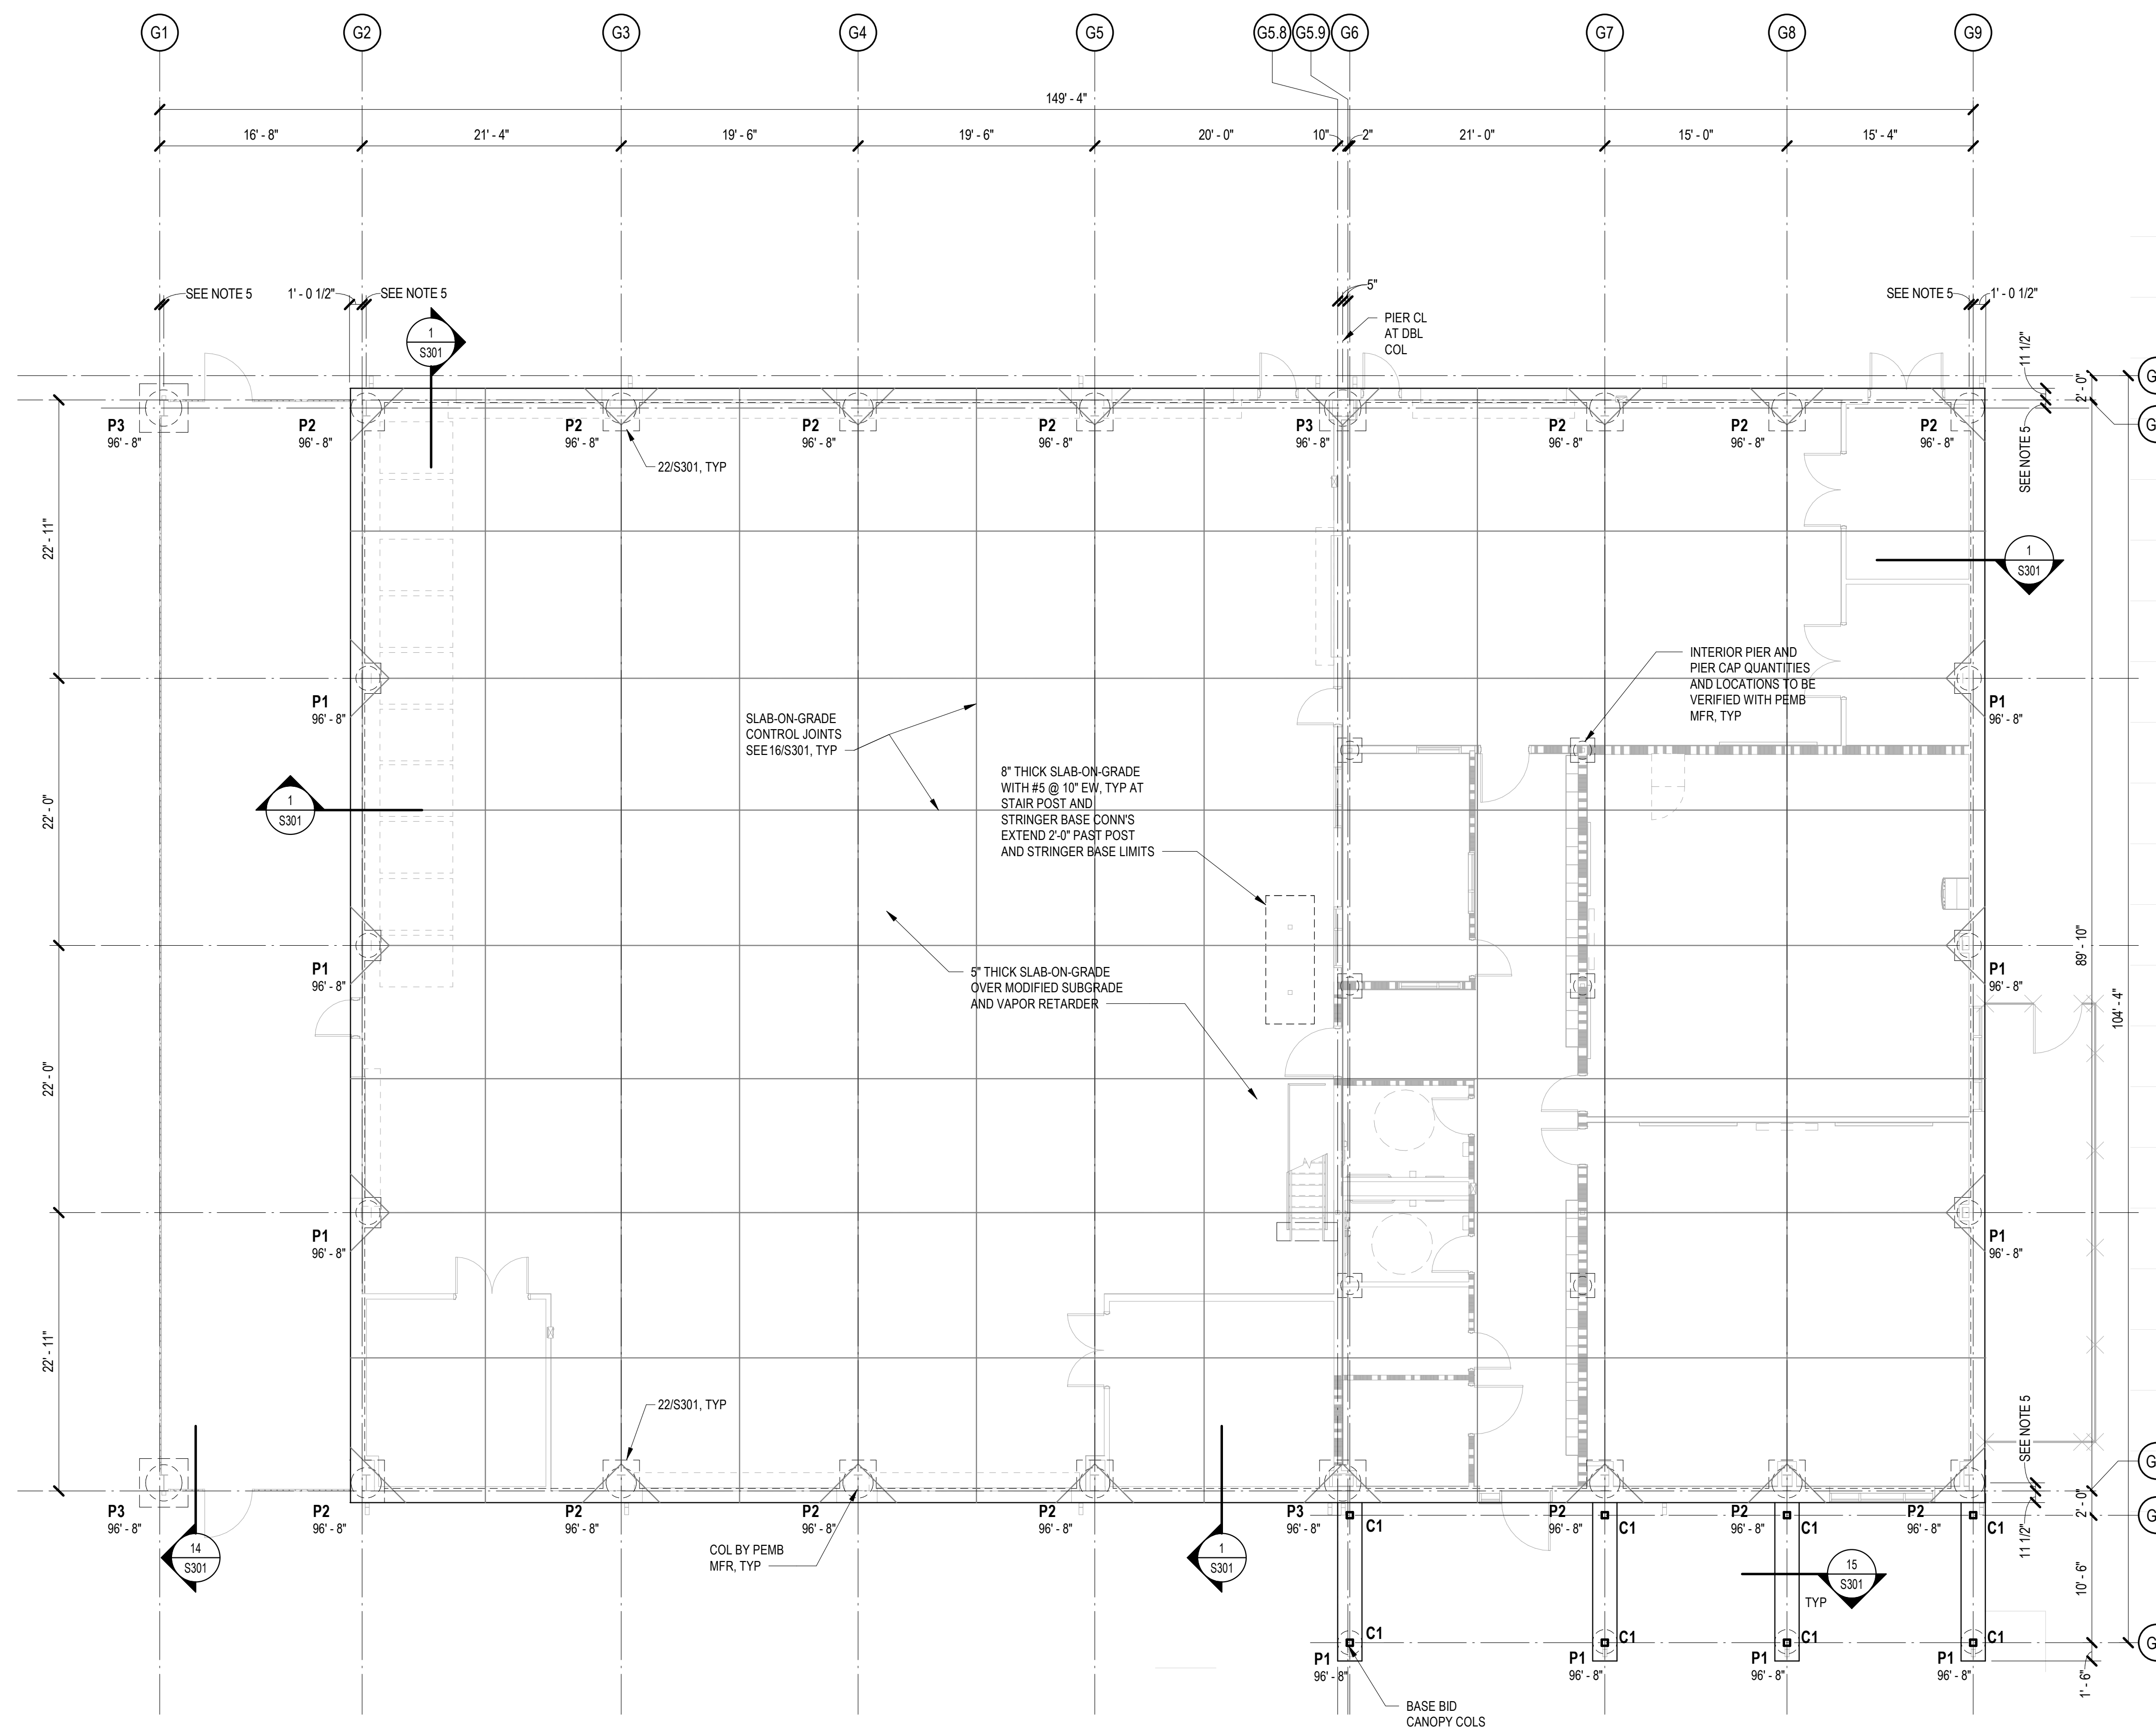 G1
G2
G3
G4
G5
G5.8
G5.9
G6
G7
G8
G9
149' - 4"
16' - 8"
21' - 4"
19' - 6"
19' - 6"
20' - 0"
10"
2"
21' - 0"
15' - 0"
15' - 4"
SEE NOTE 5
1' - 0 1/2"
SEE NOTE 5
5"
SEE NOTE 5
1' - 0 1/2"
PIER CL
AT DBL
COL
1
S301
11 1/2"
2' - 0"
SEE NOTE 5
G
G
P3
96' - 8"
P2
96' - 8"
P2
96' - 8"
P2
96' - 8"
P2
96' - 8"
P3
96' - 8"
P2
96' - 8"
P2
96' - 8"
P2
96' - 8"
22/S301, TYP
22' - 11"
1
S301
INTERIOR PIER AND
PIER CAP QUANTITIES
AND LOCATIONS TO BE
VERIFIED WITH PEMB
MFR, TYP
P1
96' - 8"
P1
96' - 8"
SLAB-ON-GRADE
CONTROL JOINTS
SEE 16/S301, TYP
8" THICK SLAB-ON-GRADE
WITH #5 @ 10" EW, TYP AT
STAIR POST AND
STRINGER BASE CONN'S
EXTEND 2'-0" PAST POST
AND STRINGER BASE LIMITS
22' - 0"
1
S301
P1
96' - 8"
P1
96' - 8"
5" THICK SLAB-ON-GRADE
OVER MODIFIED SUBGRADE
AND VAPOR RETARDER
89' - 10"
104' - 4"
22' - 0"
P1
96' - 8"
P1
96' - 8"
22' - 11"
22/S301, TYP
SEE NOTE 5
G
2' - 0"
11 1/2"
G
P3
96' - 8"
P2
96' - 8"
P2
96' - 8"
P2
96' - 8"
P2
96' - 8"
P3
96' - 8"
P2
96' - 8"
P2
96' - 8"
P2
96' - 8"
C1
C1
C1
C1
14
S301
COL BY PEMB
MFR, TYP
1
S301
15
S301
TYP
10' - 6"
C1
C1
C1
C1
G
P1
96' - 8"
P1
96' - 8"
P1
96' - 8"
P1
96' - 8"
1' - 6"
BASE BID
CANOPY COLS